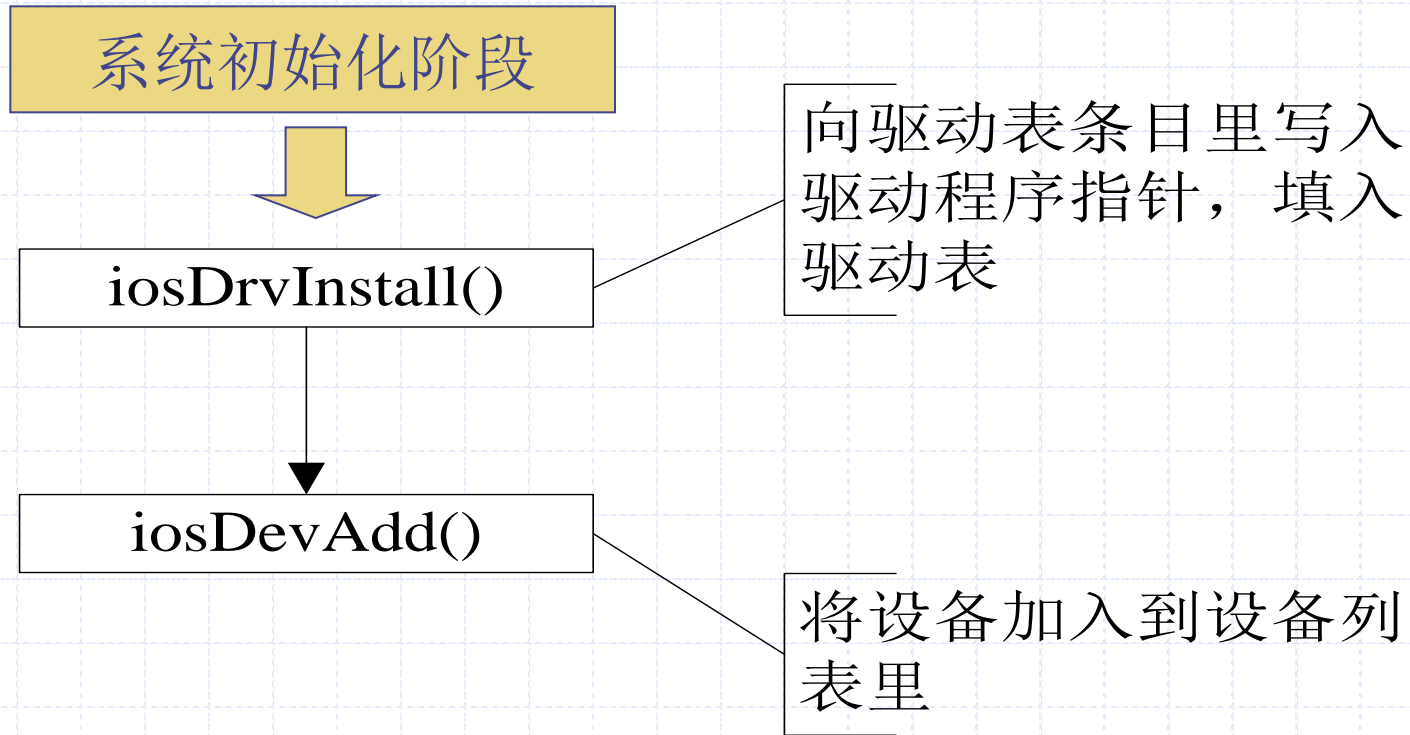 系统初始化阶段
向驱动表条目里写入
驱动程序指针，填入
驱动表
iosDrvInstall()
iosDevAdd()
将设备加入到设备列
表里